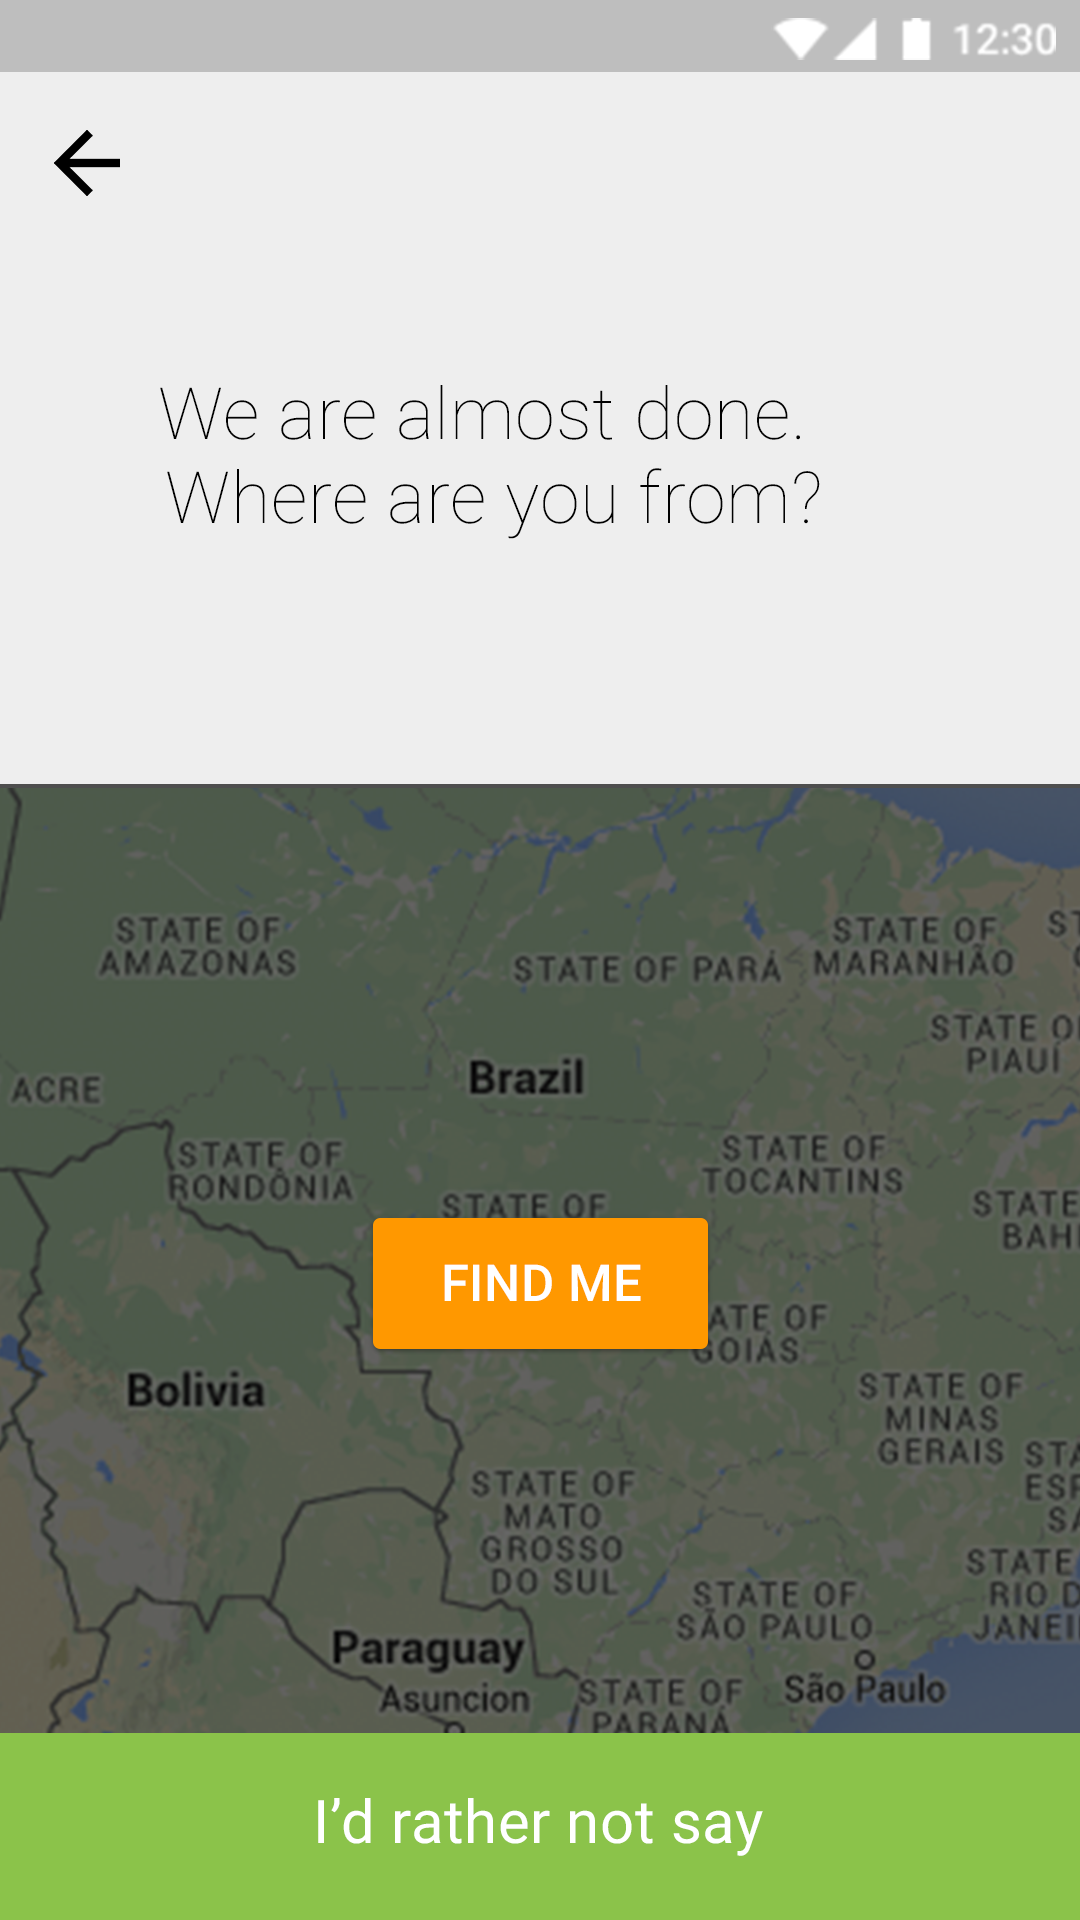 12:30
We are almost done.
Where are you from?
STATE OF
AMAZONAS
STATE OF PARÁ
STATE OF
MARANHÃO
STATE OF
PIAUÍ
ACRE
Brazil
STATE OF
RONDÔNIA
STATE OF
TOCANTINS
STATE OF
STATE
BAHI
FIND ME
ATE OF
GOIÁS
Bolivia
STATE OF
MINAS
GERAIS
STATE OF
MATO
GROSSO
DO SUL
STA
ESP
SA
STATE OF
SÃO PAULO
STATE
RIO D
JANEI
Paraguay
Asuncion
STATE OF
PARANÁ
São Paulo
I’d rather not say